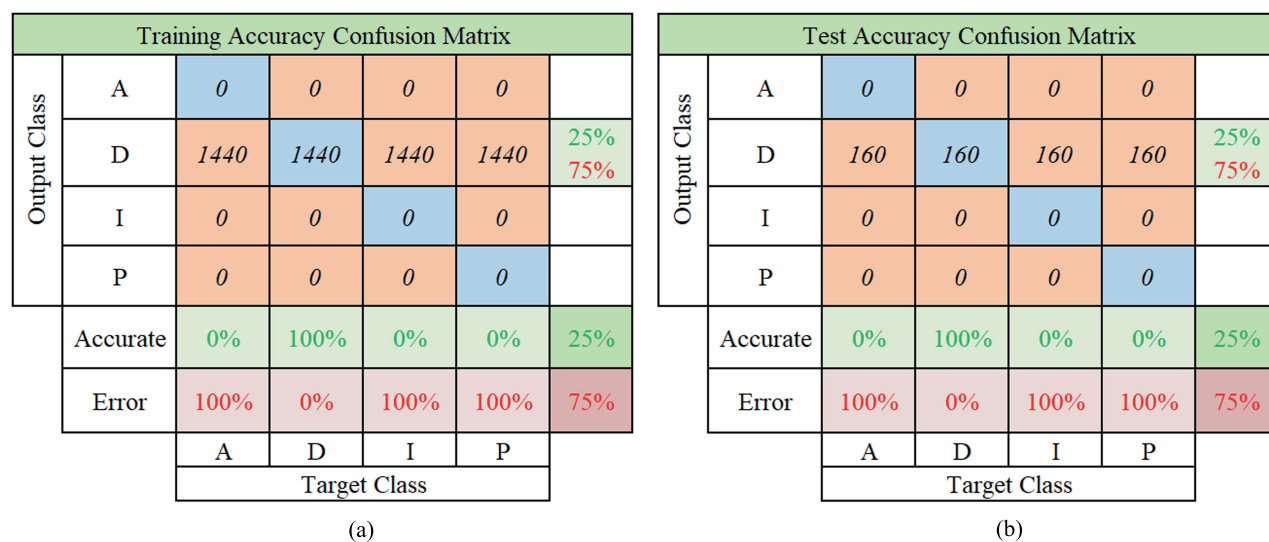 Training Accuracy Confusion Matrix
Output Class
A 0 0 0 0
D 1440 1440 1440 1440 25% 75%
I 0 0 0 0
P 0 0 0 0
Accurate 0% 100% 0% 0% 25%
Error 100% 0% 100% 100% 75%
A D I P
Target Class
(a)
Test Accuracy Confusion Matrix
Output Class
A 0 0 0 0
D 160 160 160 160 25% 75%
I 0 0 0 0
P 0 0 0 0
Accurate 0% 100% 0% 0% 25%
Error 100% 0% 100% 100% 75%
A D I P
Target Class
(b)